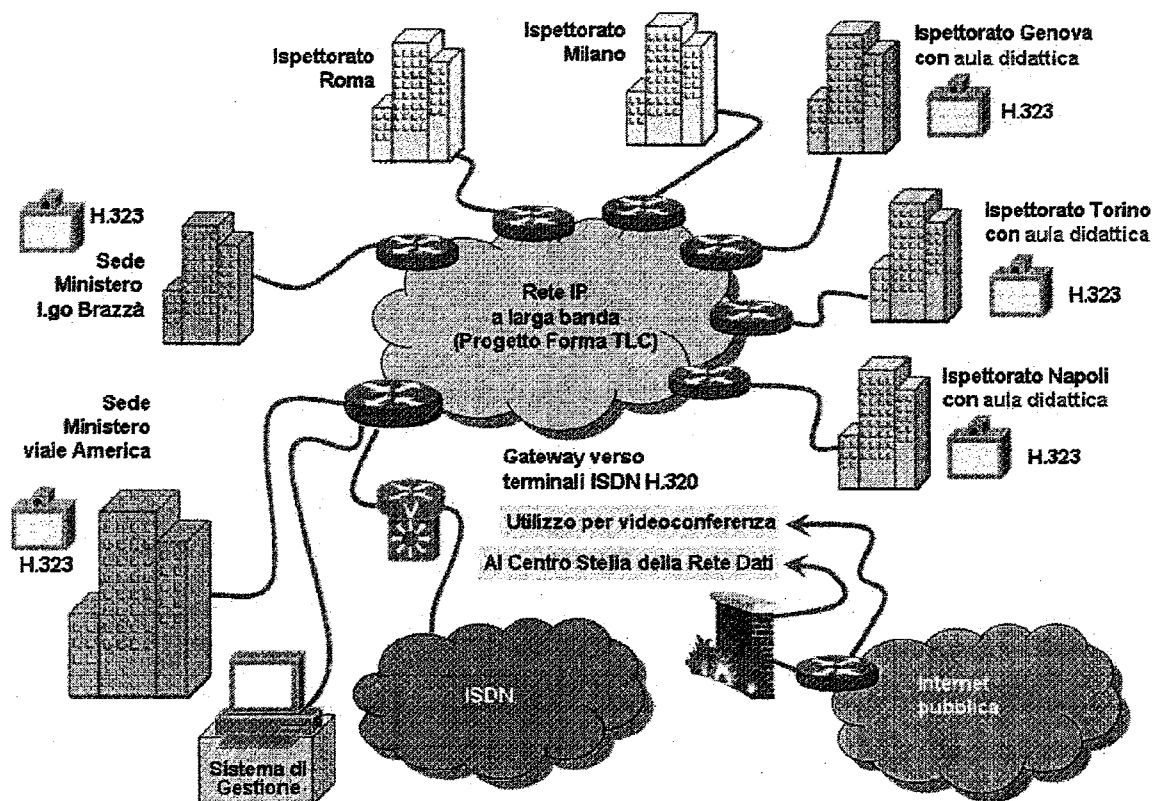 Ispettorato
Roma
Ispettorato
Milano
Ispettorato Genova
con aula didattica
H.323
H.323
Sede
Ministero
l.go Brazzà
Ispettorato Torino
con aula didattica
H.323
Rete IP
a larga banda
(Progetto Forma TLC)
Sede
Ministero
viale America
H.323
Ispettorato Napoli
con aula didattica
H.323
Gateway verso
terminali ISDN H.320
V
Utilizzo per videoconferenza
Al Centro Stella della Rete Dati
ISDN
Internet
pubblica
Sistema di
Gestione